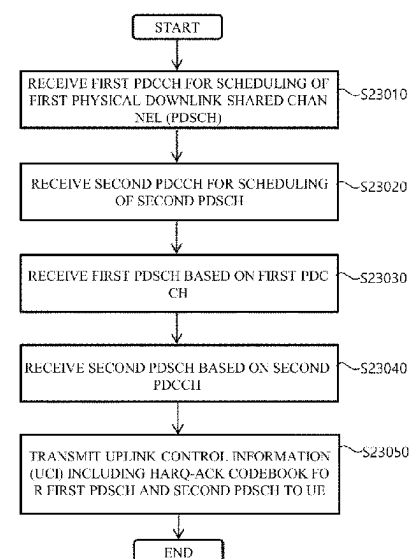 START
RECEIVE FIRST PDCCH FOR SCHEDULING OF
FIRST PHYSICAL DOWNLINK SHARED CHAN
NEL (PDSCH)
S23010
RECEIVE SECOND PDCCH FOR SCHEDULING
OF SECOND PDSCH
S23020
RECEIVE FIRST PDSCH BASED ON FIRST PDC
CH
S23030
RECEIVE SECOND PDSCH BASED ON SECOND
PDCCH
S23040
TRANSMIT UPLINK CONTROL INFORMATION
(UCI) INCLUDING HARQ-ACK CODEBOOK FO
R FIRST PDSCH AND SECOND PDSCH TO UE
S23050
END